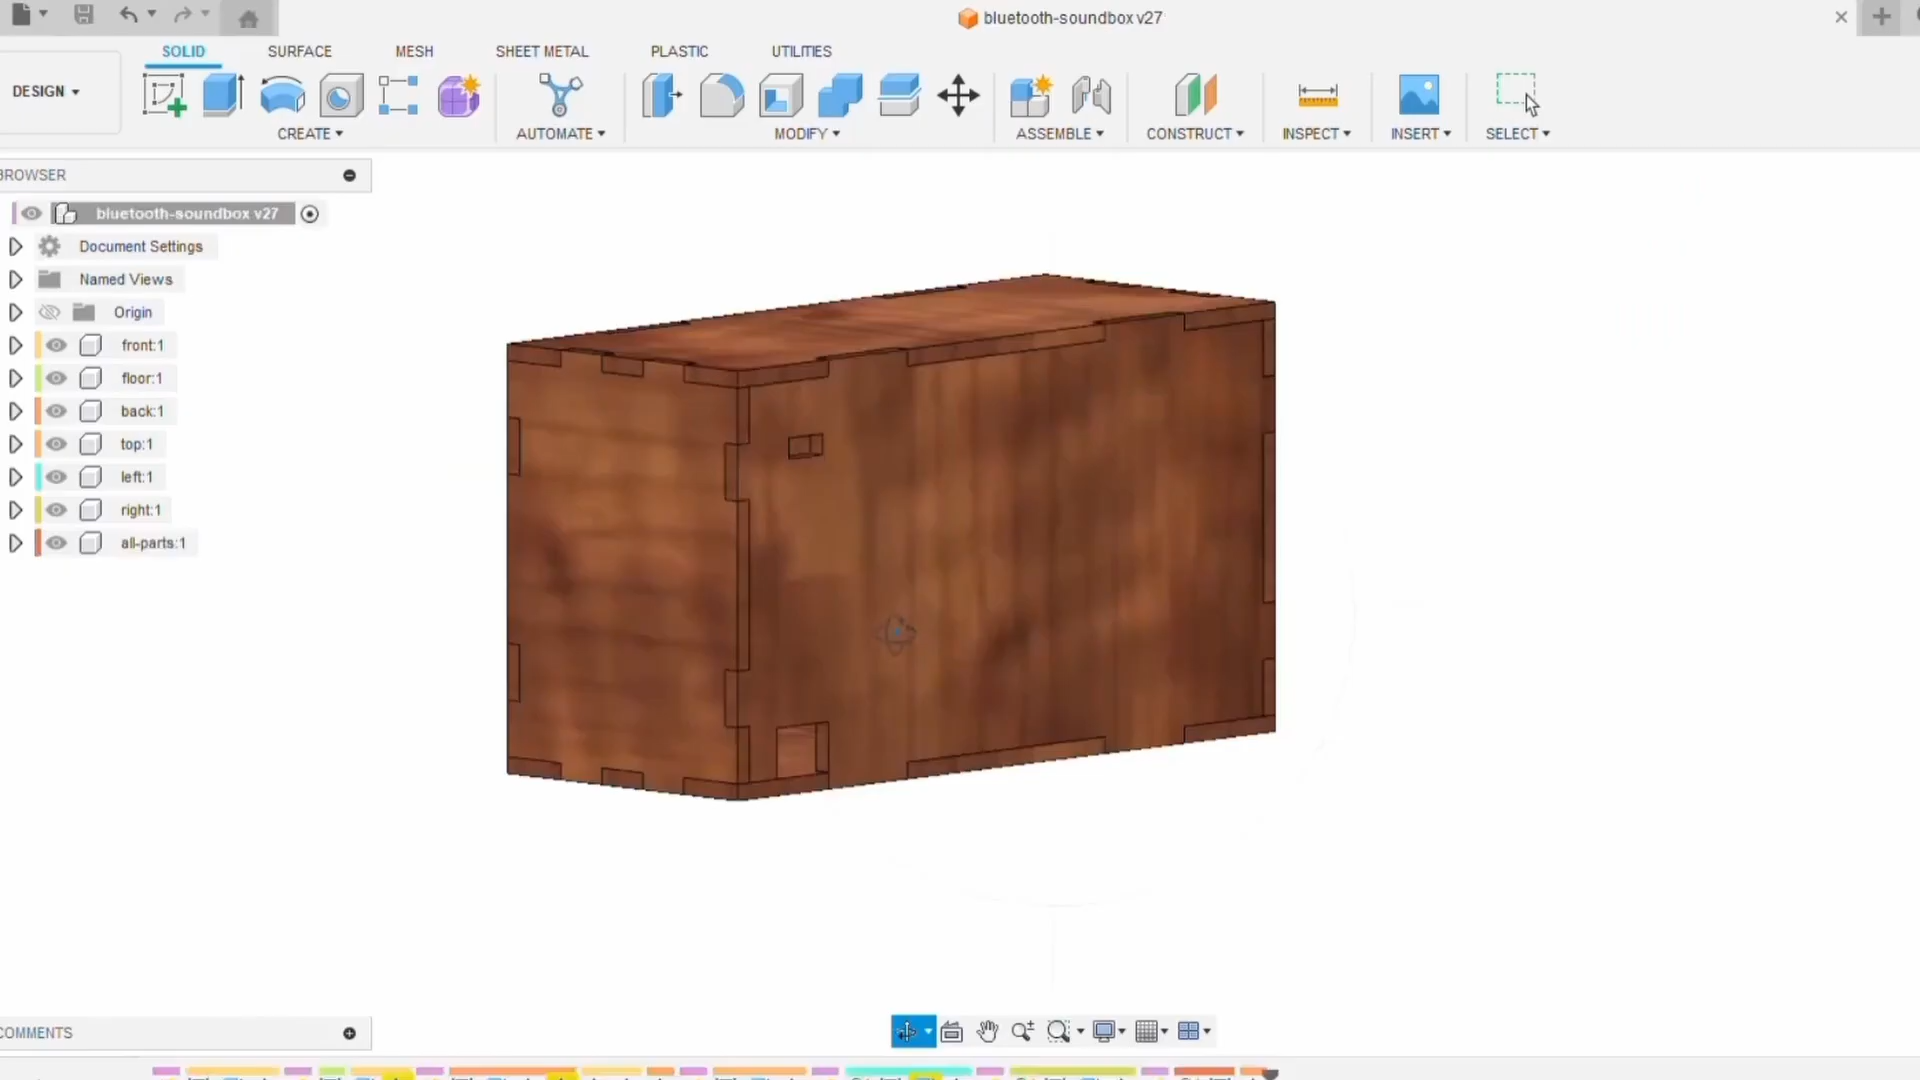 bluetooth-soundbox v27
SOLID SURFACE MESH SHEET METAL PLASTIC UTILITIES
DESIGN
CREATE AUTOMATE MODIFY ASSEMBLE CONSTRUCT INSPECT INSERT SELECT
BROWSER
bluetooth-soundbox v27
Document Settings
Named Views
Origin
front:1
floor:1
back:1
top:1
left:1
right:1
all-parts:1
COMMENTS